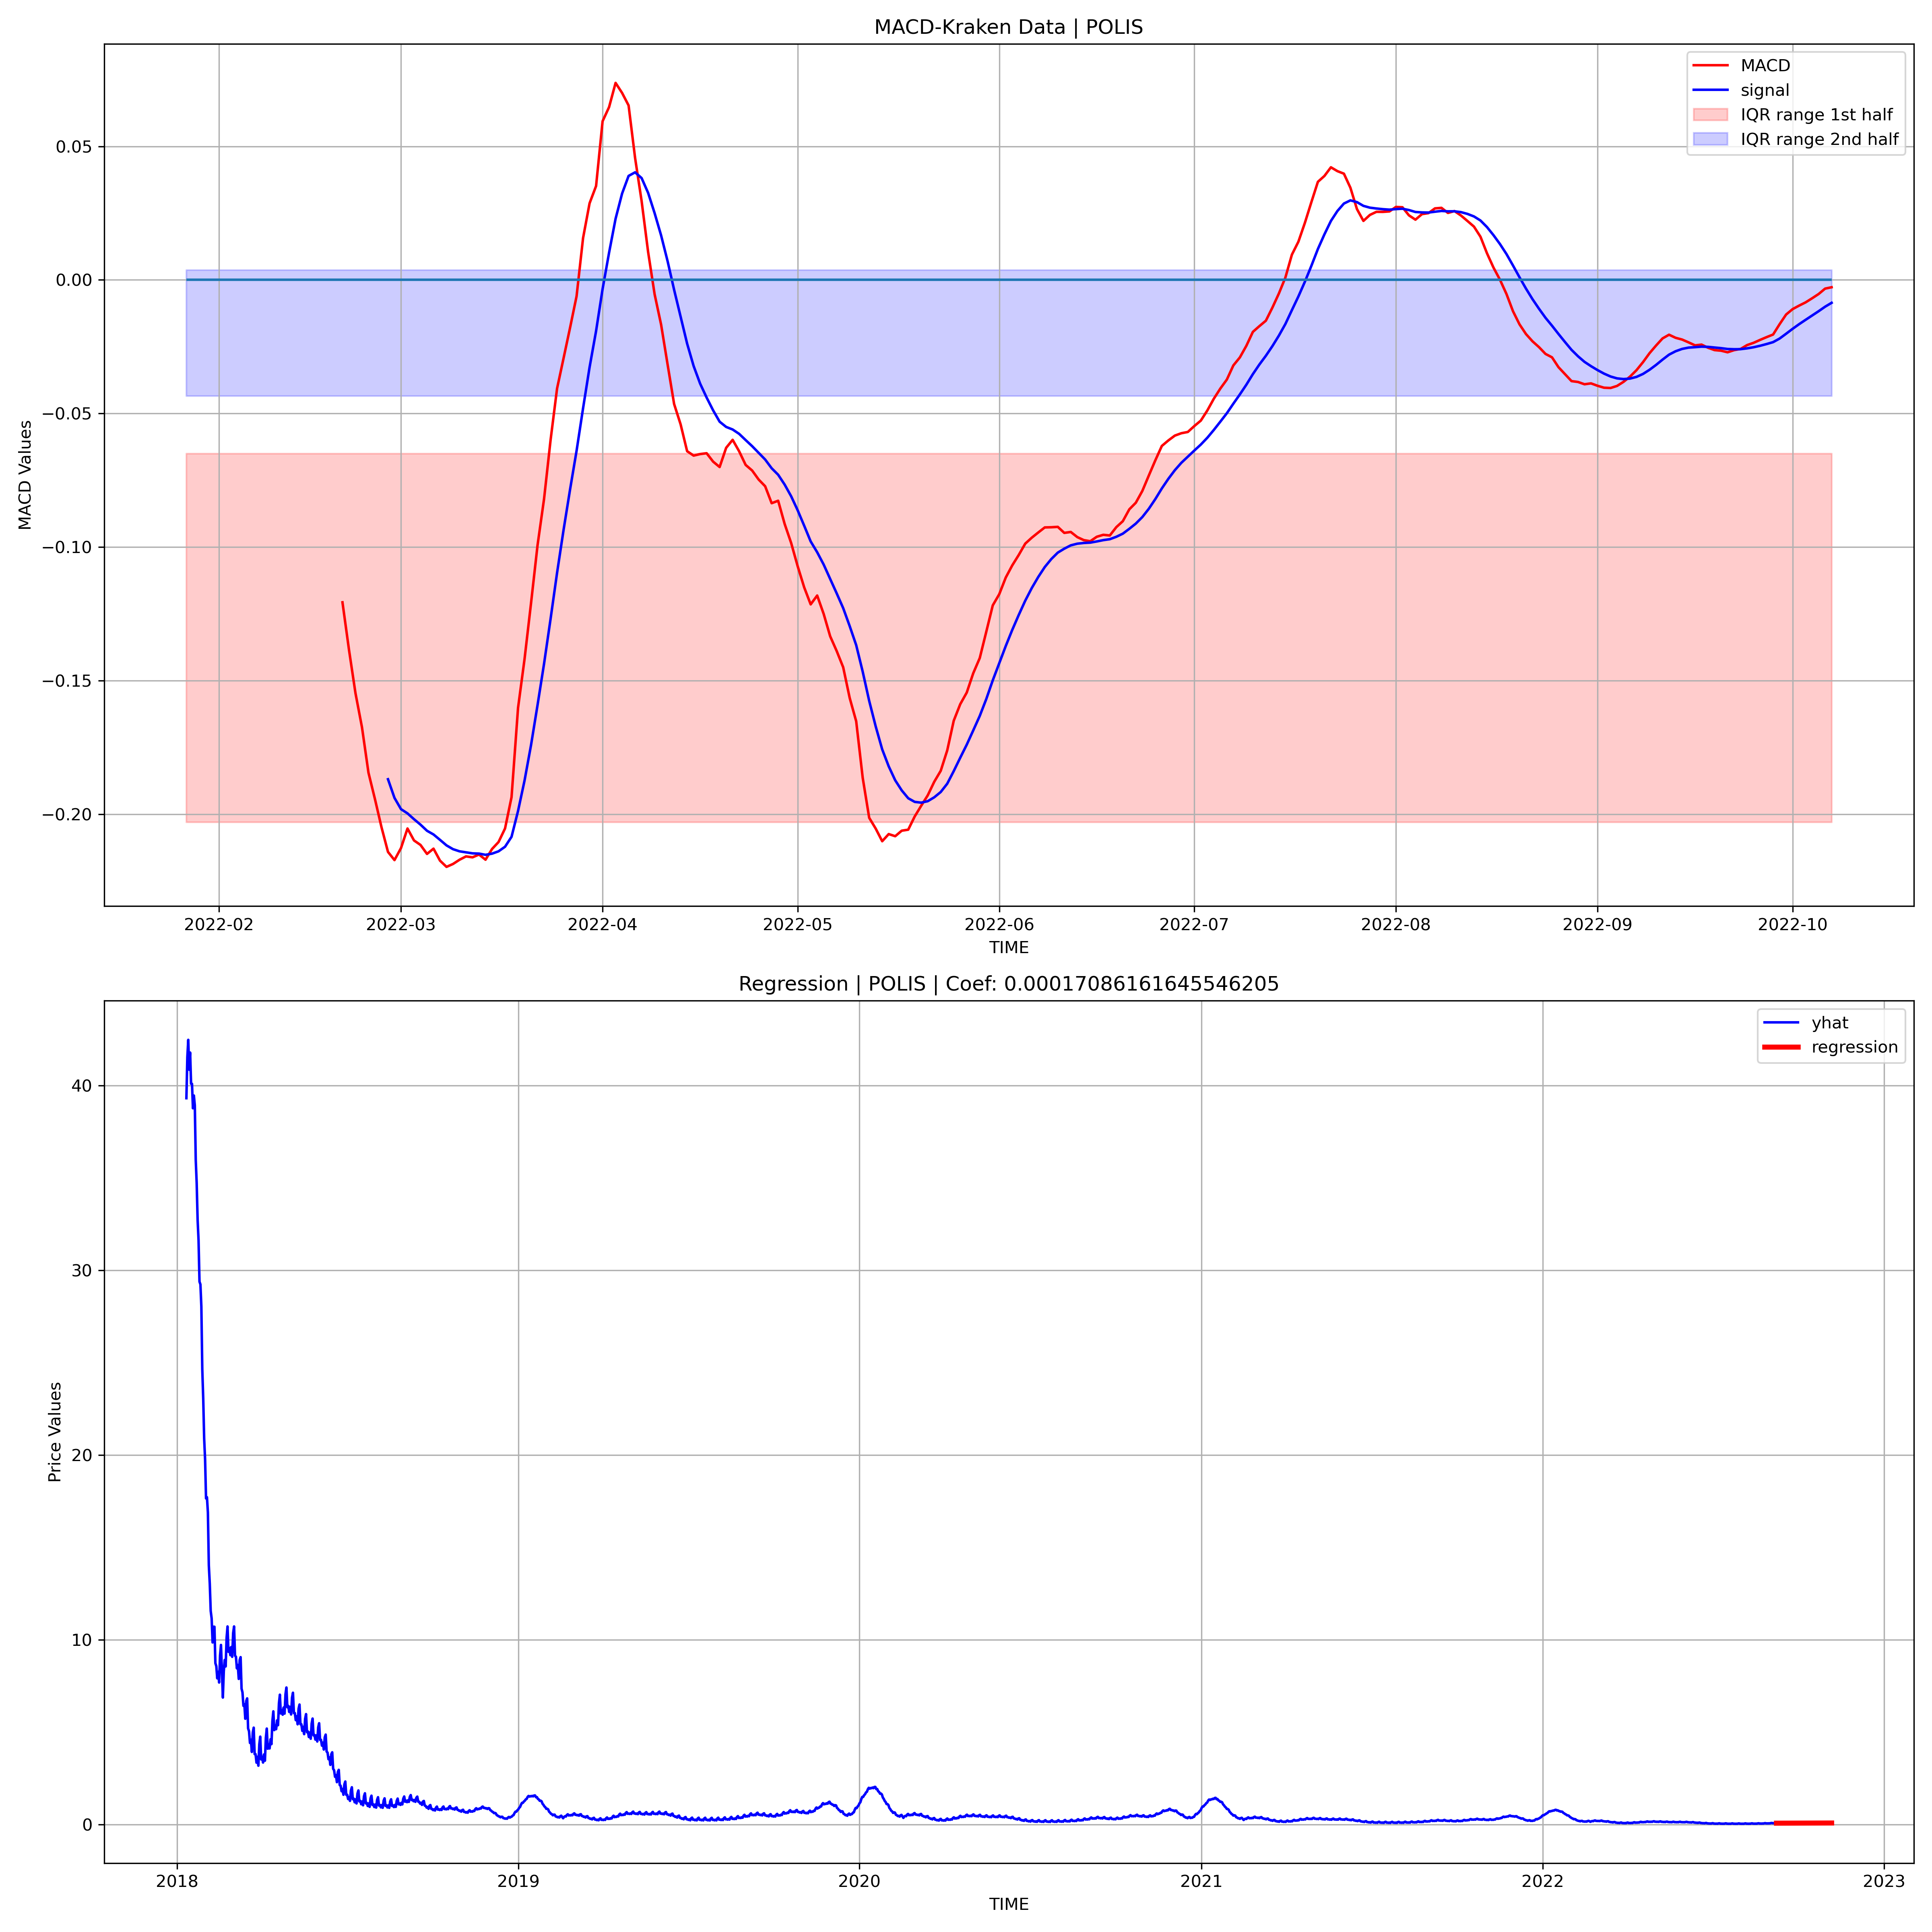 MACD-Kraken Data | POLIS
MACD
signal
IQR range 1st half
IQR range 2nd half
MACD Values
0.05
0.00
−0.05
−0.10
−0.15
−0.20
2022-02 2022-03 2022-04 2022-05 2022-06 2022-07 2022-08 2022-09 2022-10
TIME
Regression | POLIS | Coef: 0.00017086161645546205
yhat
regression
Price Values
40
30
20
10
0
2018 2019 2020 2021 2022 2023
TIME